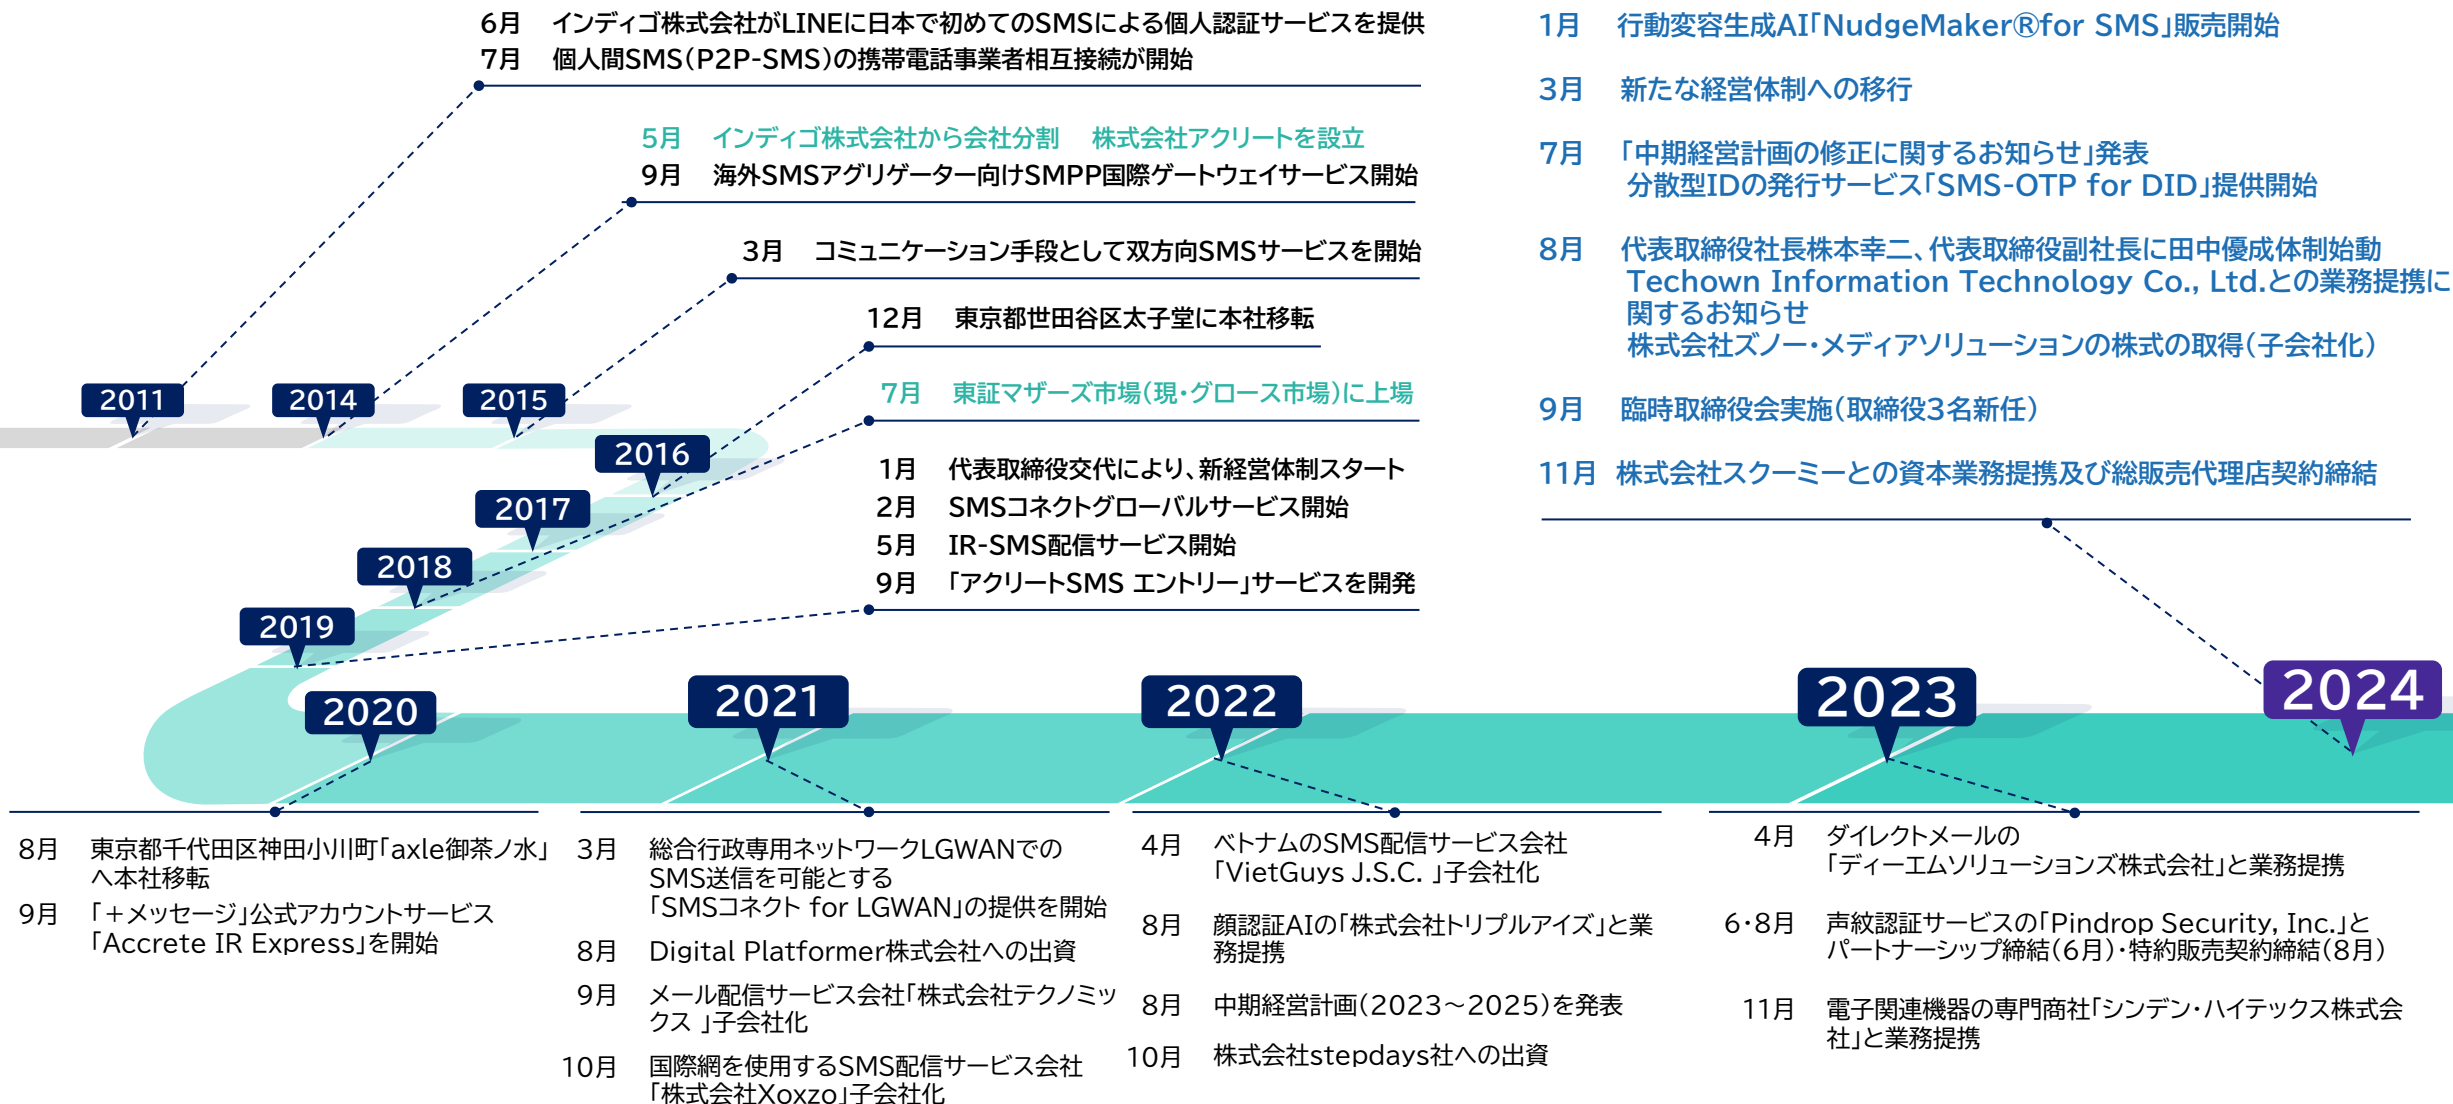 6月 インディゴ株式会社がLINEに日本で初めてのSMSによる個人認証サービスを提供
7月 個人間SMS(P2P-SMS)の携帯電話事業者相互接続が開始
5月 インディゴ株式会社から会社分割 株式会社アクリートを設立
9月 海外SMSアグリゲーター向けSMPP国際ゲートウェイサービス開始
3月 コミュニケーション手段として双方向SMSサービスを開始
12月 東京都世田谷区太子堂に本社移転
7月 東証マザーズ市場(現・グロース市場)に上場
1月 代表取締役交代により、新経営体制スタート
2月 SMSコネクトグローバルサービス開始
5月 IR-SMS配信サービス開始
9月 「アクリートSMS エントリー」サービスを開発
1月 行動変容生成AI「NudgeMaker®for SMS」販売開始
3月 新たな経営体制への移行
7月 「中期経営計画の修正に関するお知らせ」発表
分散型IDの発行サービス「SMS-OTP for DID」提供開始
8月 代表取締役社長株本幸二、代表取締役副社長に田中優成体制始動
Techown Information Technology Co., Ltd.との業務提携に
関するお知らせ
株式会社ズノー・メディアソリューションの株式の取得(子会社化)
9月 臨時取締役会実施(取締役3名新任)
11月 株式会社スクーミーとの資本業務提携及び総販売代理店契約締結
2011
2014
2015
2016
2017
2018
2019
2020
2021
2022
2023
2024
8月 東京都千代田区神田小川町「axle御茶ノ水」
へ本社移転
9月 「+メッセージ」公式アカウントサービス
「Accrete IR Express」を開始
3月 総合行政専用ネットワークLGWANでの
SMS送信を可能とする
「SMSコネクト for LGWAN」の提供を開始
8月 Digital Platformer株式会社への出資
9月 メール配信サービス会社「株式会社テクノミッ
クス 」子会社化
10月 国際網を使用するSMS配信サービス会社
「株式会社Xoxzo」子会社化
4月 ベトナムのSMS配信サービス会社
「VietGuys J.S.C. 」子会社化
8月 顔認証AIの「株式会社トリプルアイズ」と業
務提携
8月 中期経営計画(2023~2025)を発表
10月 株式会社stepdays社への出資
4月 ダイレクトメールの
「ディーエムソリューションズ株式会社」と業務提携
6・8月 声紋認証サービスの「Pindrop Security, Inc.」と
パートナーシップ締結(6月)・特約販売契約締結(8月)
11月 電子関連機器の専門商社「シンデン・ハイテックス株式会
社」と業務提携